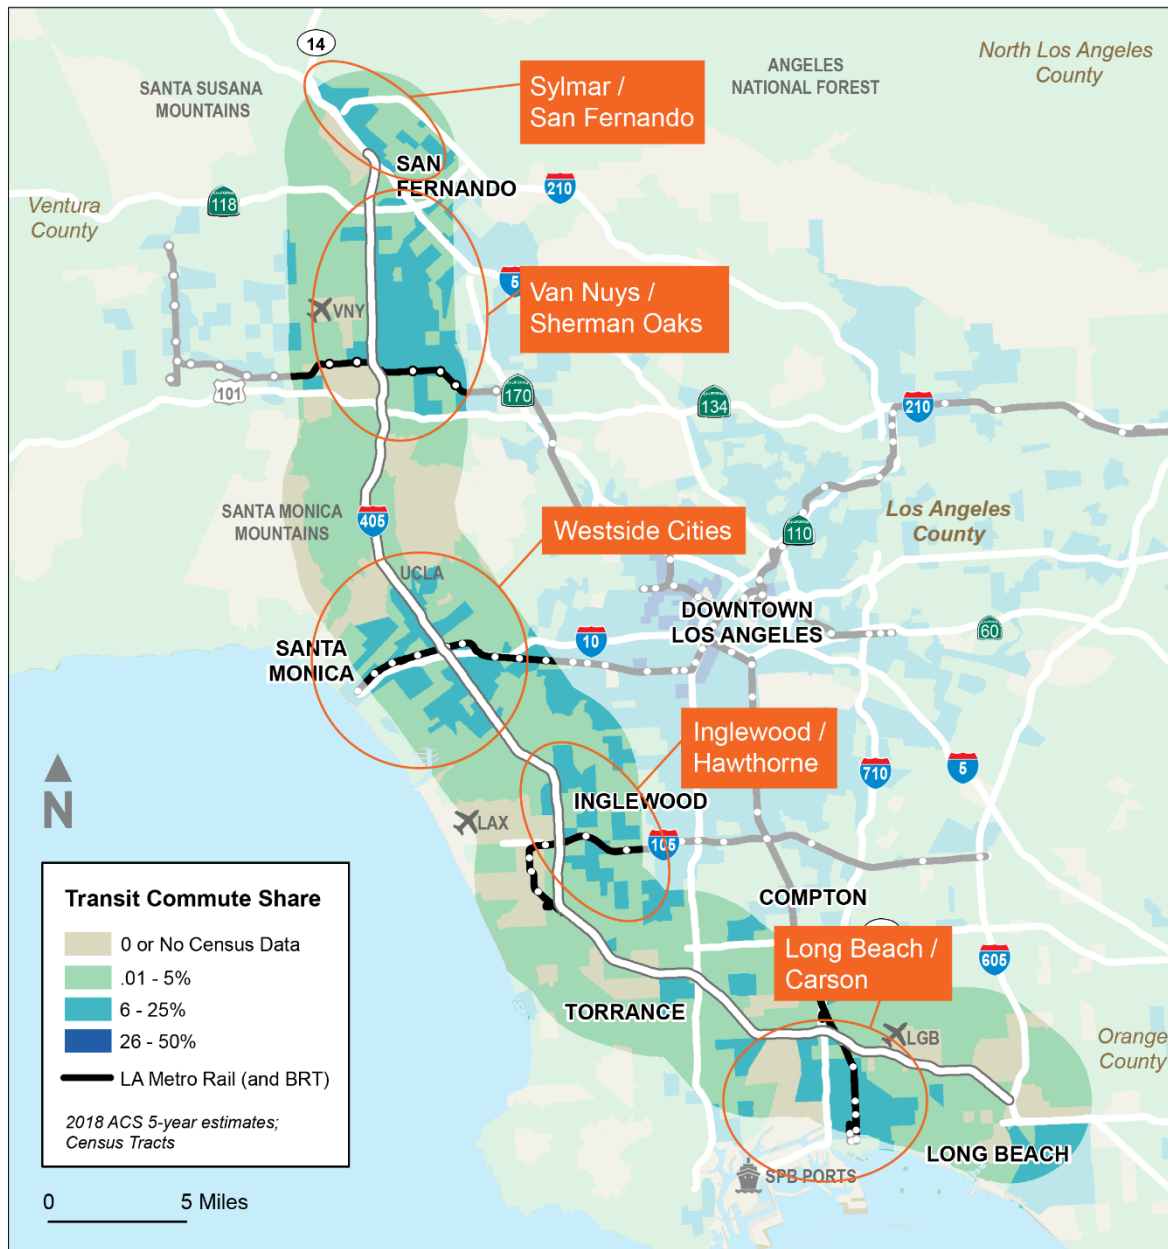 14
North Los Angeles
County
ANGELES
NATIONAL FOREST
SANTA SUSANA
MOUNTAINS
Sylmar /
San Fernando
SAN
FERNANDO
210
118
Ventura
County
5
Van Nuys /
Sherman Oaks
VNY
101
170
134
210
SANTA MONICA
MOUNTAINS
405
Westside Cities
110
Los Angeles
County
UCLA
DOWNTOWN
LOS ANGELES
60
10
SANTA
MONICA
Inglewood /
Hawthorne
710
5
N
INGLEWOOD
LAX
105
COMPTON
Long Beach /
Carson
605
TORRANCE
LGB
Orange
County
LONG BEACH
SPB PORTS
Transit Commute Share
0 or No Census Data
.01 - 5%
6 - 25%
26 - 50%
LA Metro Rail (and BRT)
2018 ACS 5-year estimates;
Census Tracts
0 5 Miles